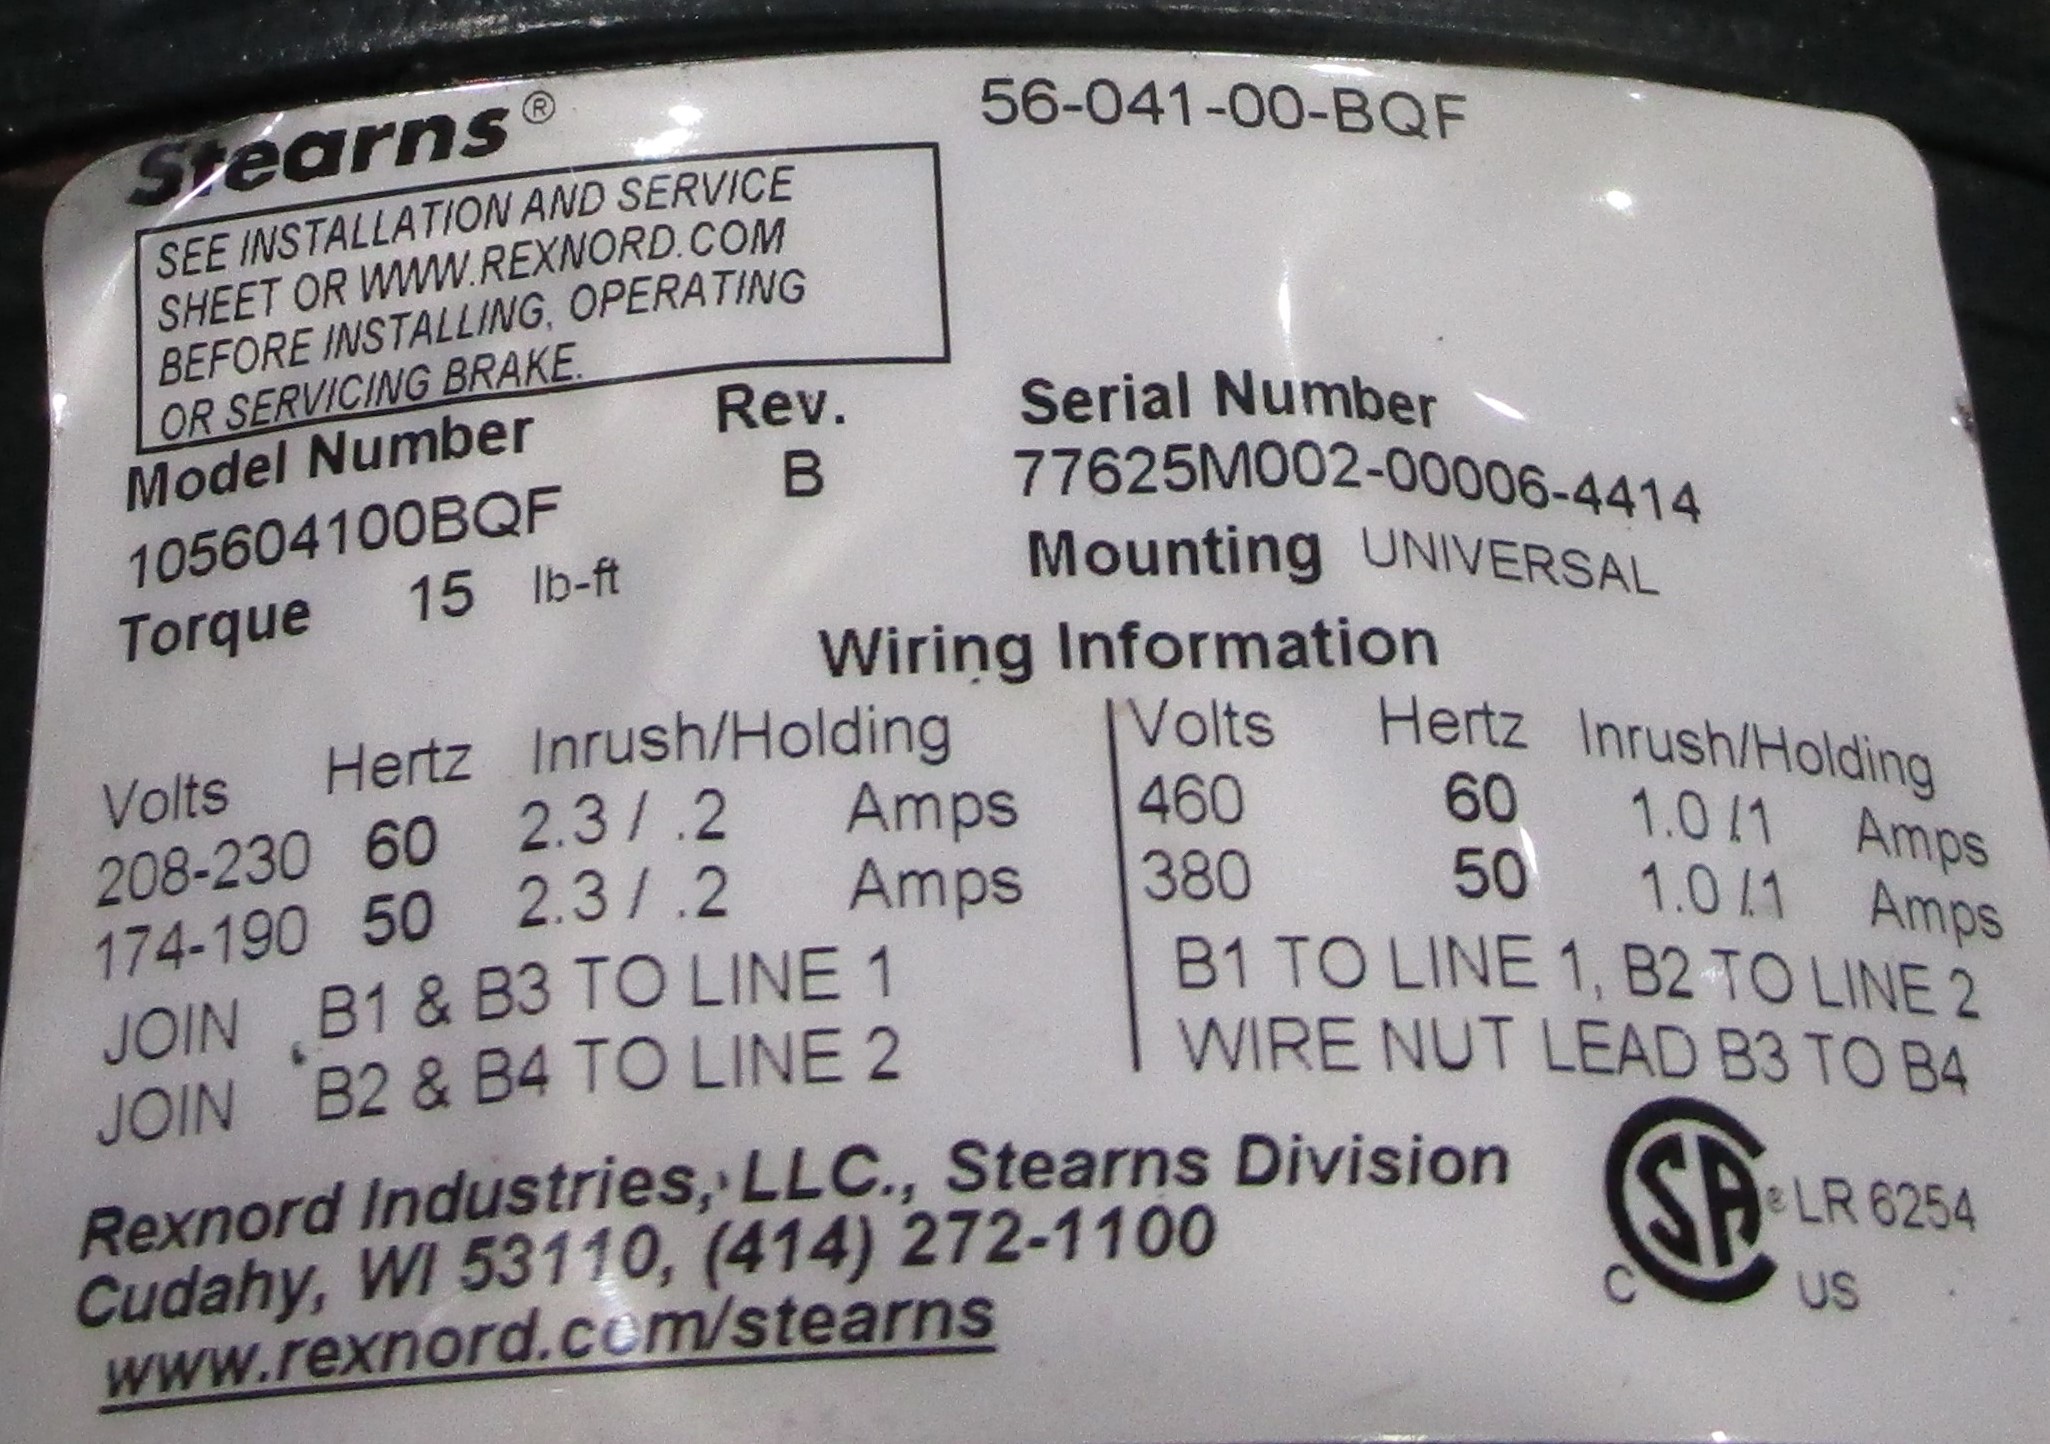 Stearns®
56-041-00-BQF
SEE INSTALLATION AND SERVICE
SHEET OR WWW.REXNORD.COM
BEFORE INSTALLING, OPERATING
OR SERVICING BRAKE.
Model Number Rev. Serial Number
105604100BQF B 77625M002-00006-4414
Torque 15 lb-ft Mounting UNIVERSAL
Wiring Information
Volts Hertz Inrush/Holding
208-230 60 2.3 / .2 Amps
174-190 50 2.3 / .2 Amps
JOIN B1 & B3 TO LINE 1
JOIN B2 & B4 TO LINE 2
Volts Hertz Inrush/Holding
460 60 1.0 /.1 Amps
380 50 1.0 /.1 Amps
B1 TO LINE 1, B2 TO LINE 2
WIRE NUT LEAD B3 TO B4
Rexnord Industries, LLC., Stearns Division
Cudahy, WI 53110, (414) 272-1100
www.rexnord.com/stearns
SA ® LR 6254
C US